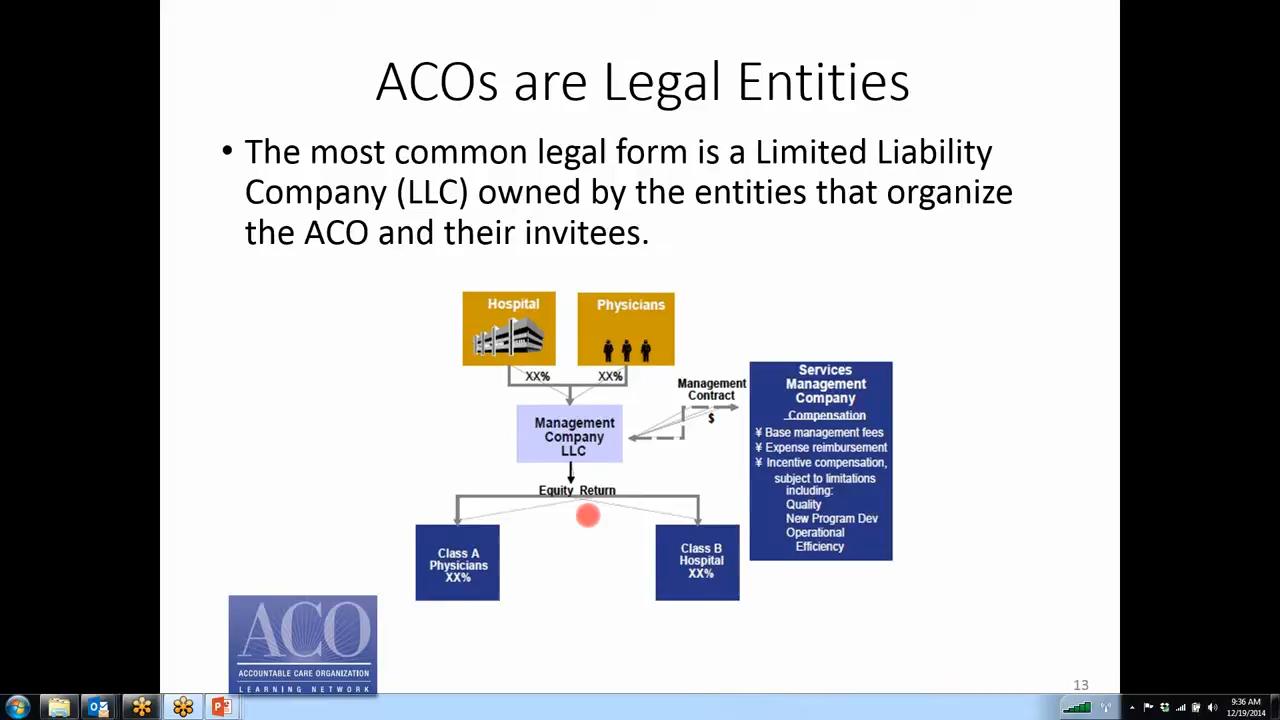 ACOs are Legal Entities
• The most common legal form is a Limited Liability
Company (LLC) owned by the entities that organize
the ACO and their invitees.
Hospital
Physicians
XX%
XX%
Management
Contract
$
Management
Company
LLC
Services
Management
Company
Compensation
¥ Base management fees
¥ Expense reimbursement
¥ Incentive compensation,
subject to limitations
including:
Quality
New Program Dev
Operational
Efficiency
Equity Return
Class A
Physicians
XX%
Class B
Hospital
XX%
ACO
ACCOUNTABLE CARE ORGANIZATION
LEARNING NETWORK
13
9:36 AM
12/19/2014